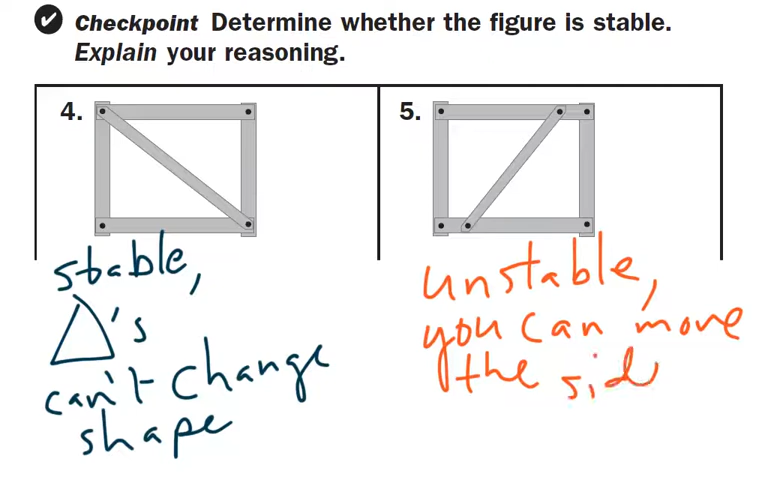 Checkpoint Determine whether the figure is stable.
Explain your reasoning.
4.
5.
stable,
's
can't change
shape
unstable,
you can move
the sid